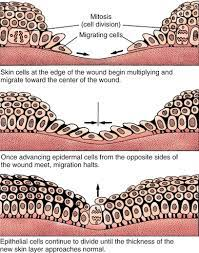 Mitosis
(cell division)
Migrating cells
Skin cells at the edge of the wound begin multiplying and
migrate toward the center of the wound.
Once advancing epidermal cells from the opposite sides of
the wound meet, migration halts.
Epithelial cells continue to divide until the thickness of the
new skin layer approaches normal.